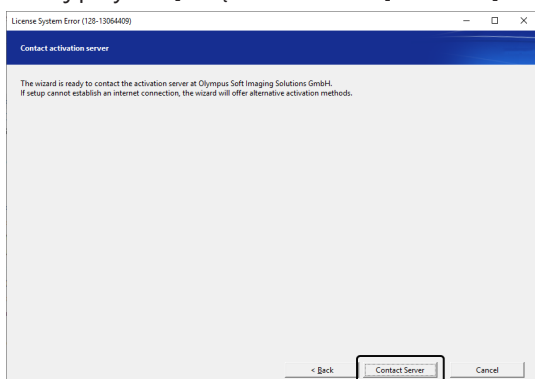 License System Error (128-13064409)
Contact activation server
The wizard is ready to contact the activation server at Olympus Soft Imaging Solutions GmbH.
If setup cannot establish an internet connection, the wizard will offer alternative activation methods.
< Back
Contact Server
Cancel